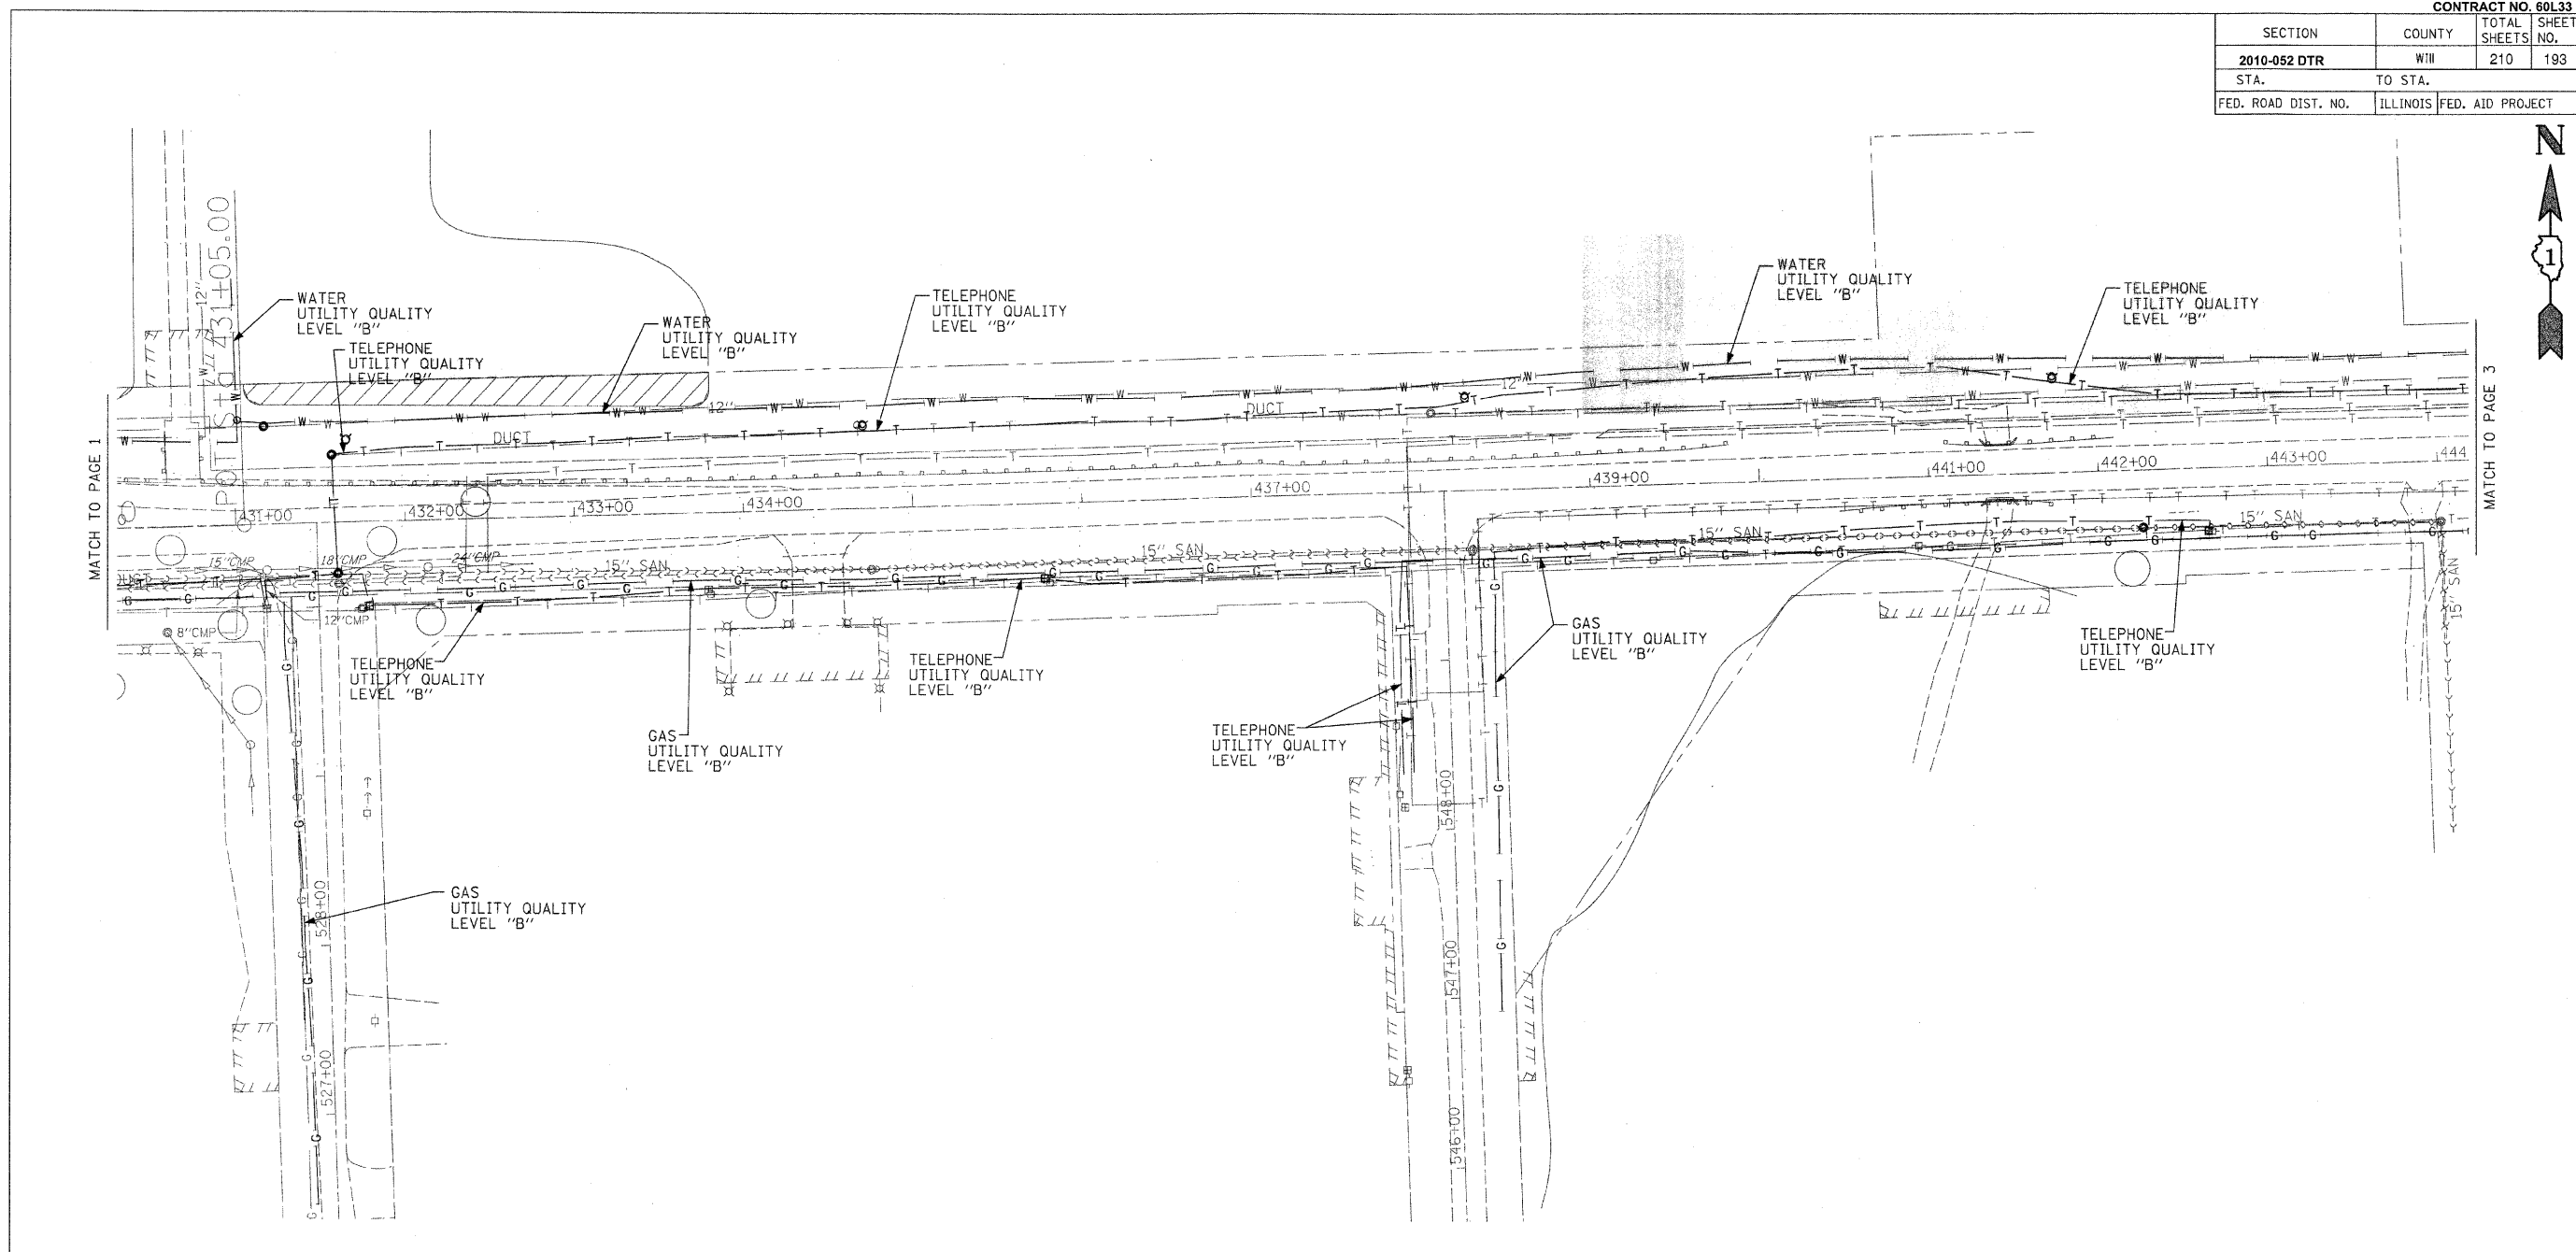 CONTRACT NO. 60L33
SECTION COUNTY TOTAL SHEETS SHEET NO.
2010-052 DTR Will 210 193
STA. TO STA.
FED. ROAD DIST. NO. ILLINOIS FED. AID PROJECT
N
1
431+05.00
12"
WATER
UTILITY QUALITY
LEVEL "B"
TELEPHONE
UTILITY QUALITY
LEVEL "B"
WATER
UTILITY QUALITY
LEVEL "B"
TELEPHONE
UTILITY QUALITY
LEVEL "B"
WATER
UTILITY QUALITY
LEVEL "B"
TELEPHONE
UTILITY QUALITY
LEVEL "B"
12"
12"
DUCT
DUCT
MATCH TO PAGE 1
MATCH TO PAGE 3
431+00
432+00
433+00
434+00
437+00
439+00
441+00
442+00
443+00
444
15"CMP
18"CMP
24"CMP
15" SAN
15" SAN
15" SAN
15" SAN
15" SAN
12"CMP
8"CMP
TELEPHONE
UTILITY QUALITY
LEVEL "B"
GAS
UTILITY QUALITY
LEVEL "B"
TELEPHONE
UTILITY QUALITY
LEVEL "B"
TELEPHONE
UTILITY QUALITY
LEVEL "B"
GAS
UTILITY QUALITY
LEVEL "B"
TELEPHONE
UTILITY QUALITY
LEVEL "B"
GAS
UTILITY QUALITY
LEVEL "B"
528+00
527+00
548+00
547+00
546+00